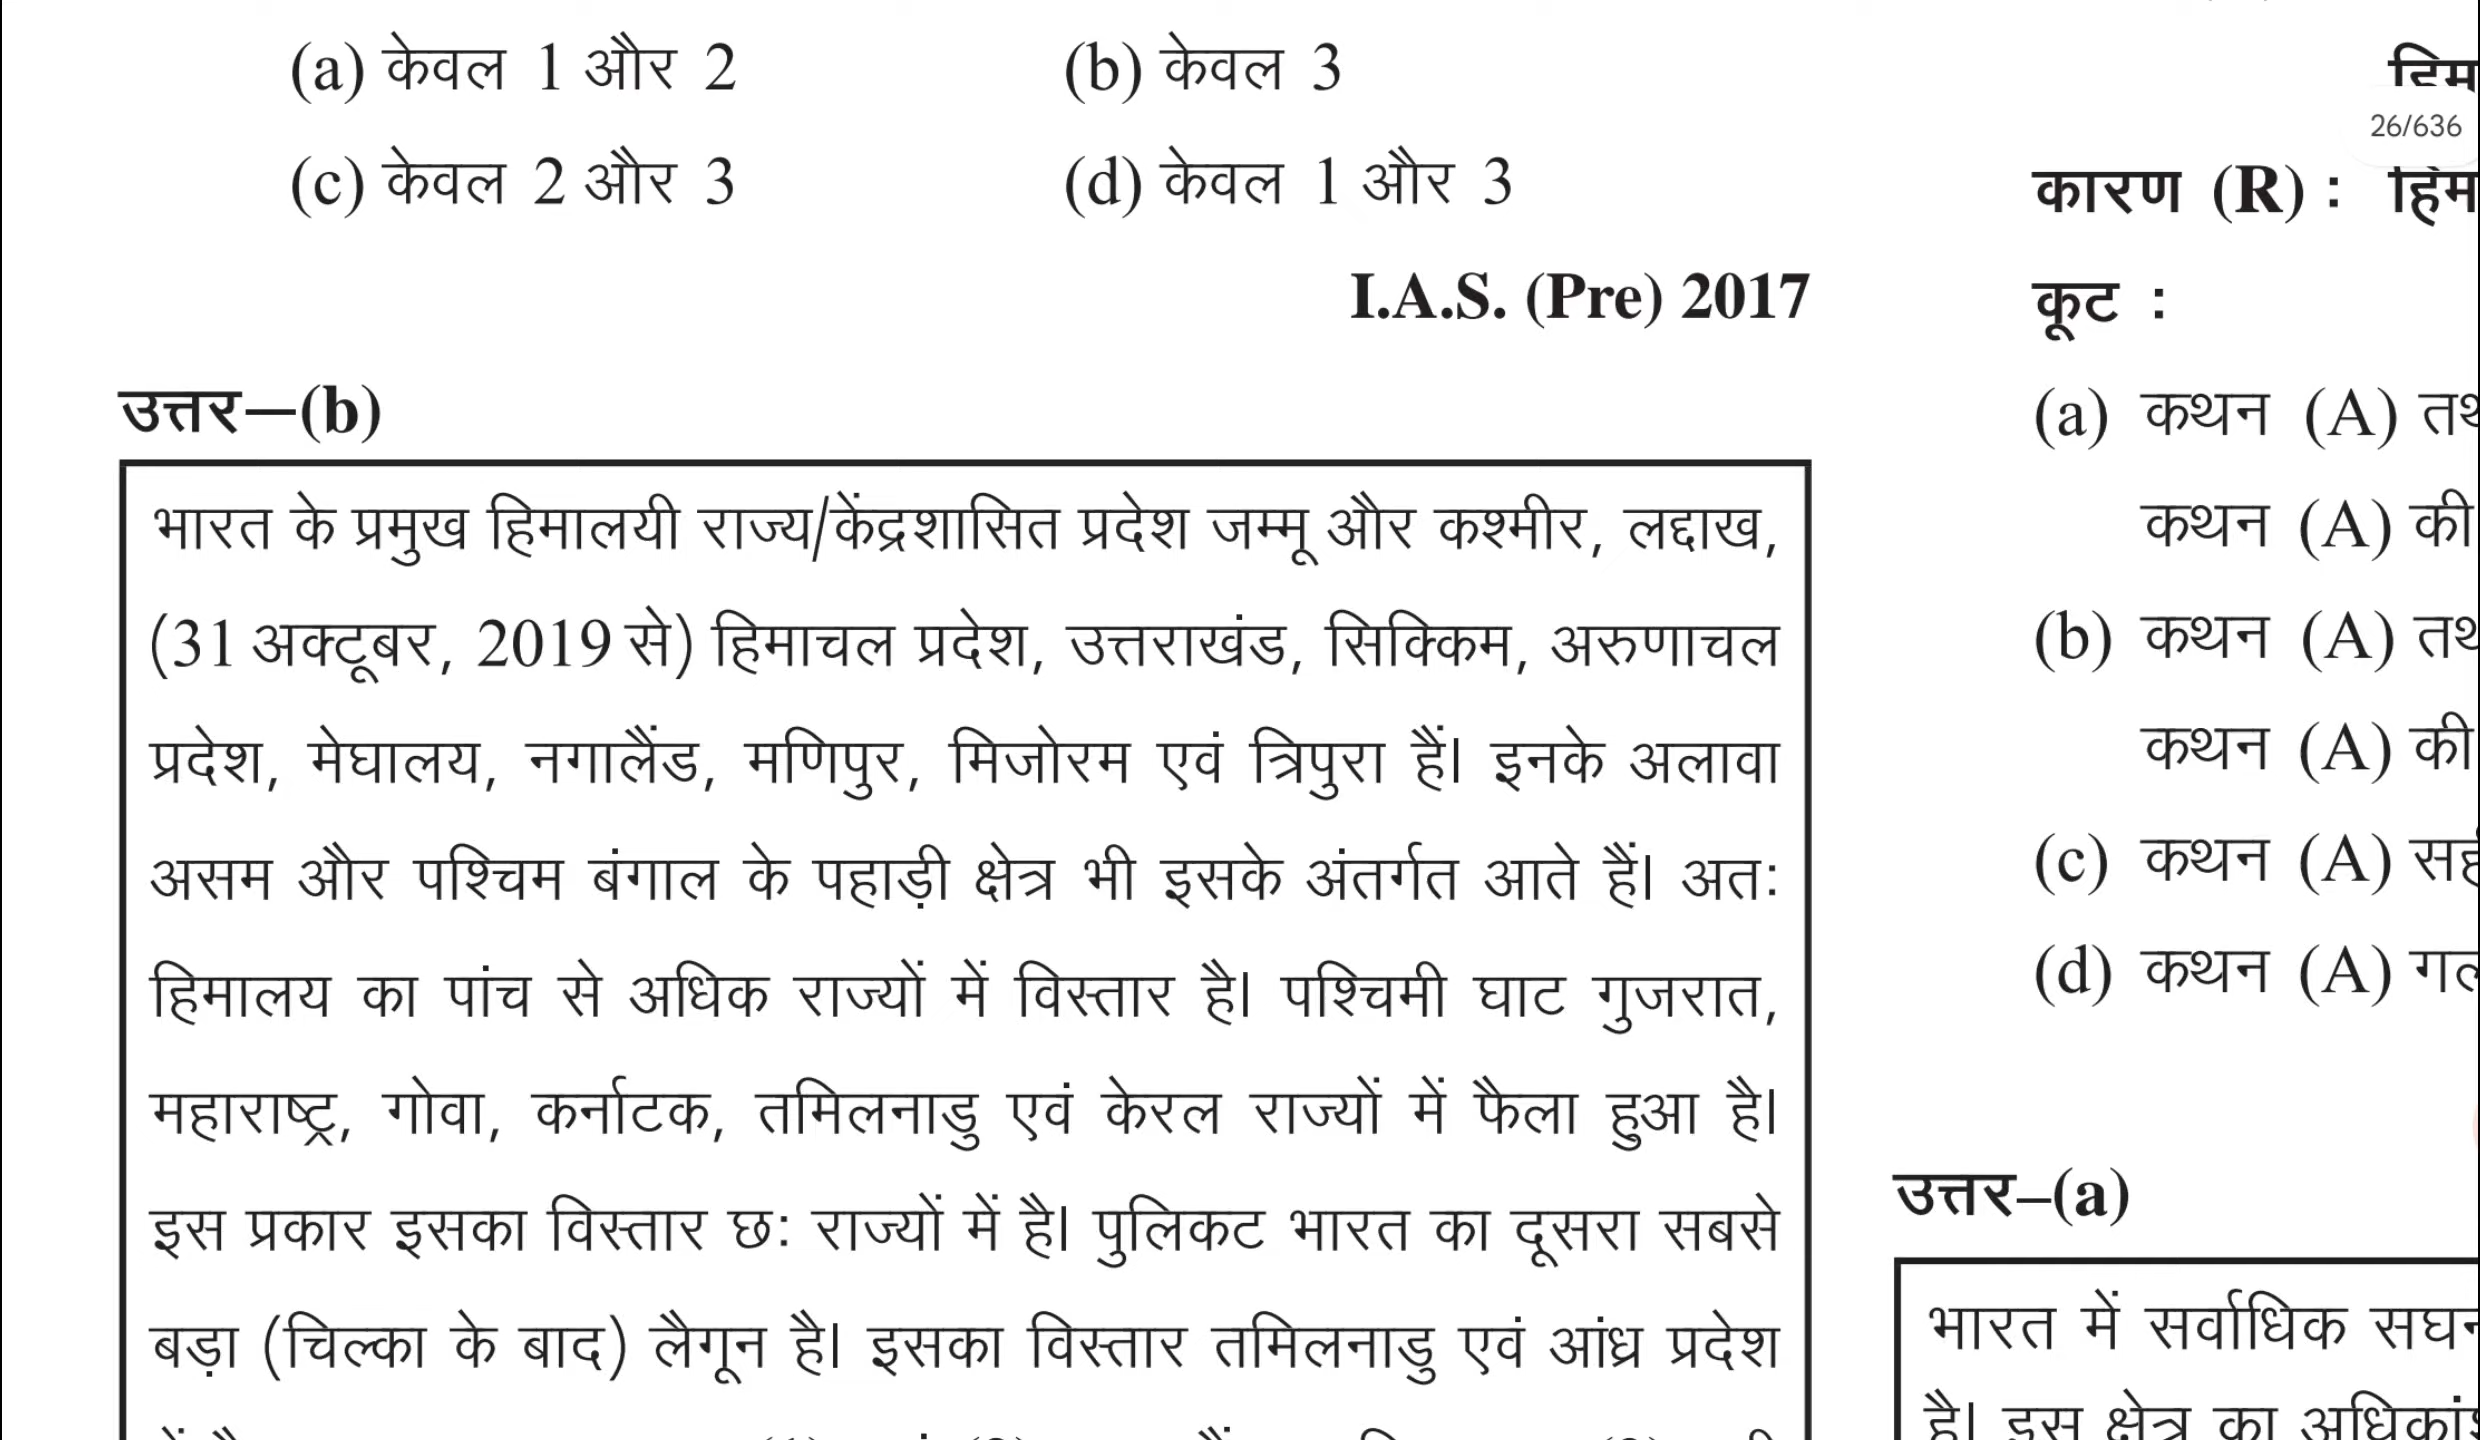 (a) केवल 1 और 2 (b) केवल 3
(c) केवल 2 और 3 (d) केवल 1 और 3
I.A.S. (Pre) 2017
उत्तर—(b)
भारत के प्रमुख हिमालयी राज्य/केंद्रशासित प्रदेश जम्मू और कश्मीर, लद्दाख,
(31 अक्टूबर, 2019 से) हिमाचल प्रदेश, उत्तराखंड, सिक्किम, अरुणाचल
प्रदेश, मेघालय, नगालैंड, मणिपुर, मिजोरम एवं त्रिपुरा हैं। इनके अलावा
असम और पश्चिम बंगाल के पहाड़ी क्षेत्र भी इसके अंतर्गत आते हैं। अतः
हिमालय का पांच से अधिक राज्यों में विस्तार है। पश्चिमी घाट गुजरात,
महाराष्ट्र, गोवा, कर्नाटक, तमिलनाडु एवं केरल राज्यों में फैला हुआ है।
इस प्रकार इसका विस्तार छः राज्यों में है। पुलिकट भारत का दूसरा सबसे
बड़ा (चिल्का के बाद) लैगून है। इसका विस्तार तमिलनाडु एवं आंध्र प्रदेश
26/636
कारण (R) :
कूट :
(a) कथन (A)
कथन (A) की
(b) कथन (A)
कथन (A) की
(c) कथन (A)
(d) कथन (A)
उत्तर–(a)
भारत में सर्वाधिक
है। इस क्षेत्र का